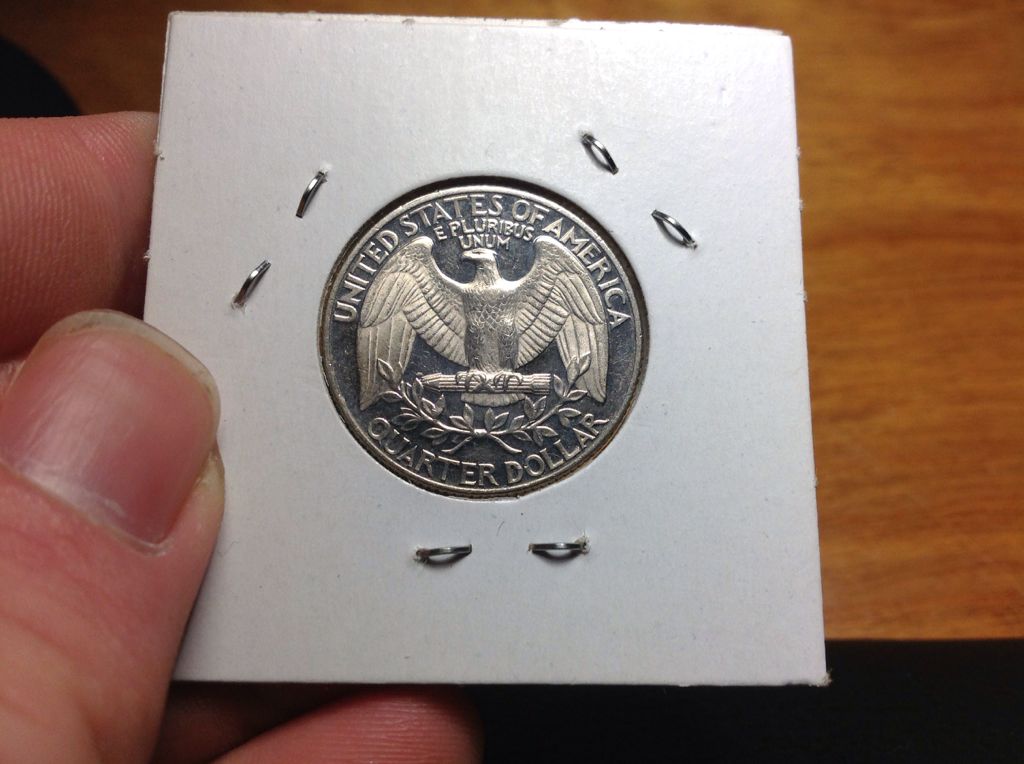 UNITED STATES OF AMERICA
E PLURIBUS
UNUM
QUARTER DOLLAR